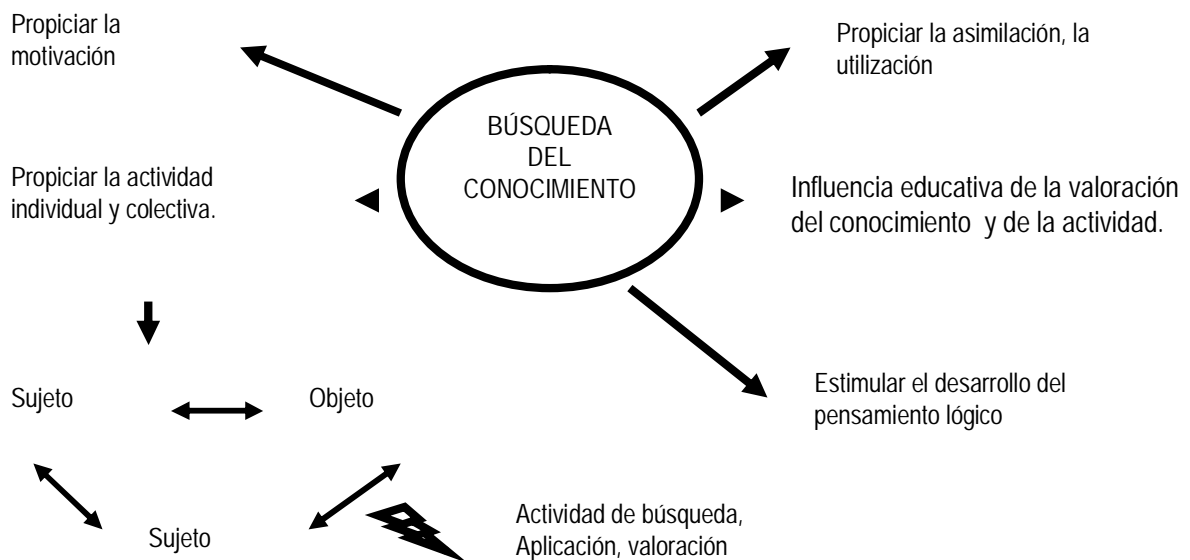 Propiciar la
motivación
BÚSQUEDA
DEL
CONOCIMIENTO
Propiciar la asimilación, la
utilización
Propiciar la actividad
individual y colectiva.
Influencia educativa de la valoración
del conocimiento y de la actividad.
Estimular el desarrollo del
pensamiento lógico
Sujeto
Objeto
Sujeto
Actividad de búsqueda,
Aplicación, valoración